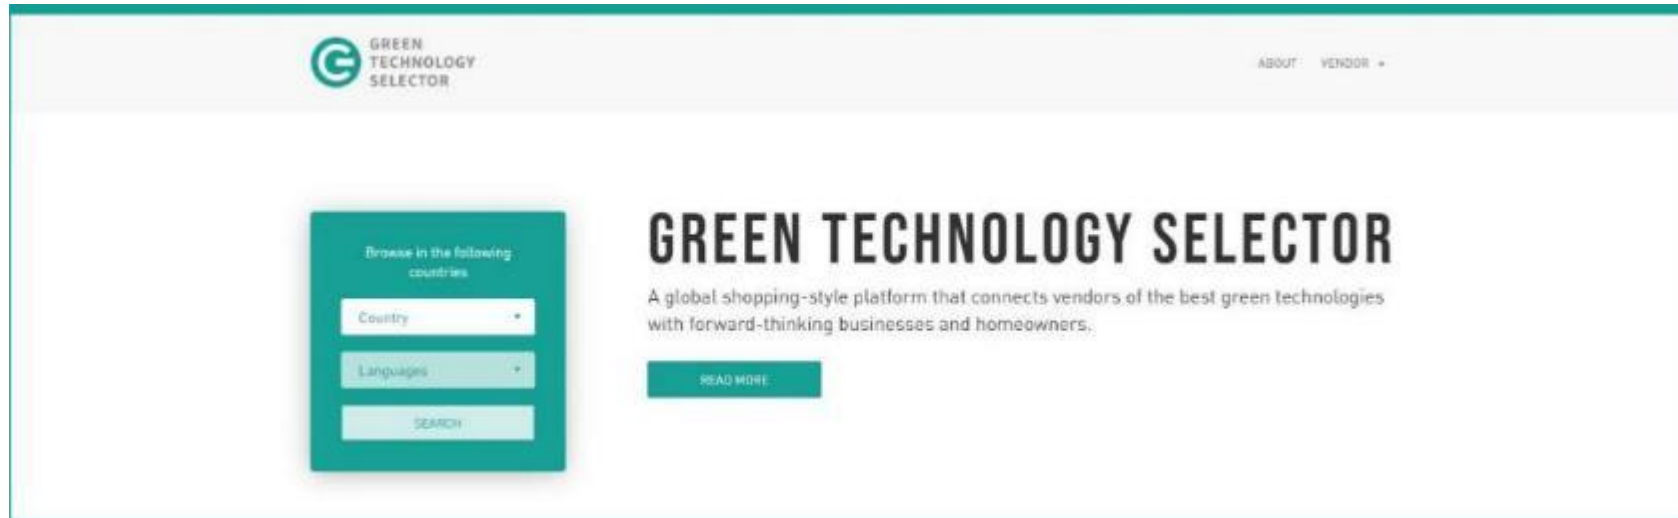 GREEN
TECHNOLOGY
SELECTOR
ABOUT VENDOR
Browse in the following
countries
Country
Languages
SEARCH
GREEN TECHNOLOGY SELECTOR
A global shopping-style platform that connects vendors of the best green technologies
with forward-thinking businesses and homeowners.
READ MORE